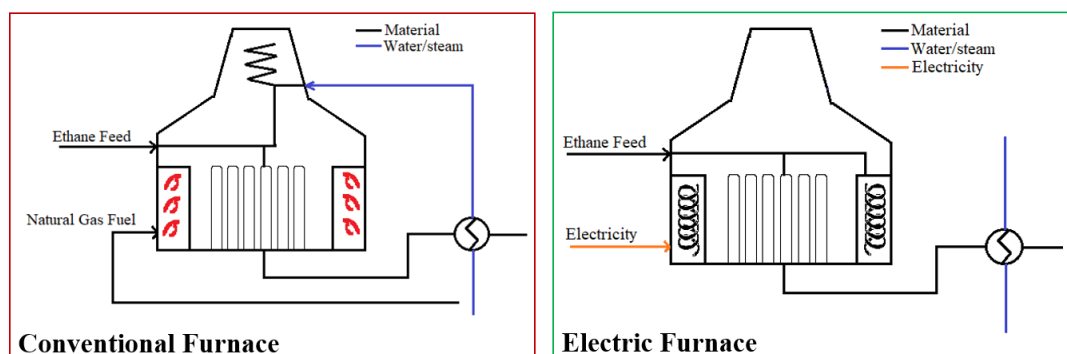 Material
Water/steam
Ethane Feed
Natural Gas Fuel
Conventional Furnace
Material
Water/steam
Electricity
Ethane Feed
Electricity
Electric Furnace